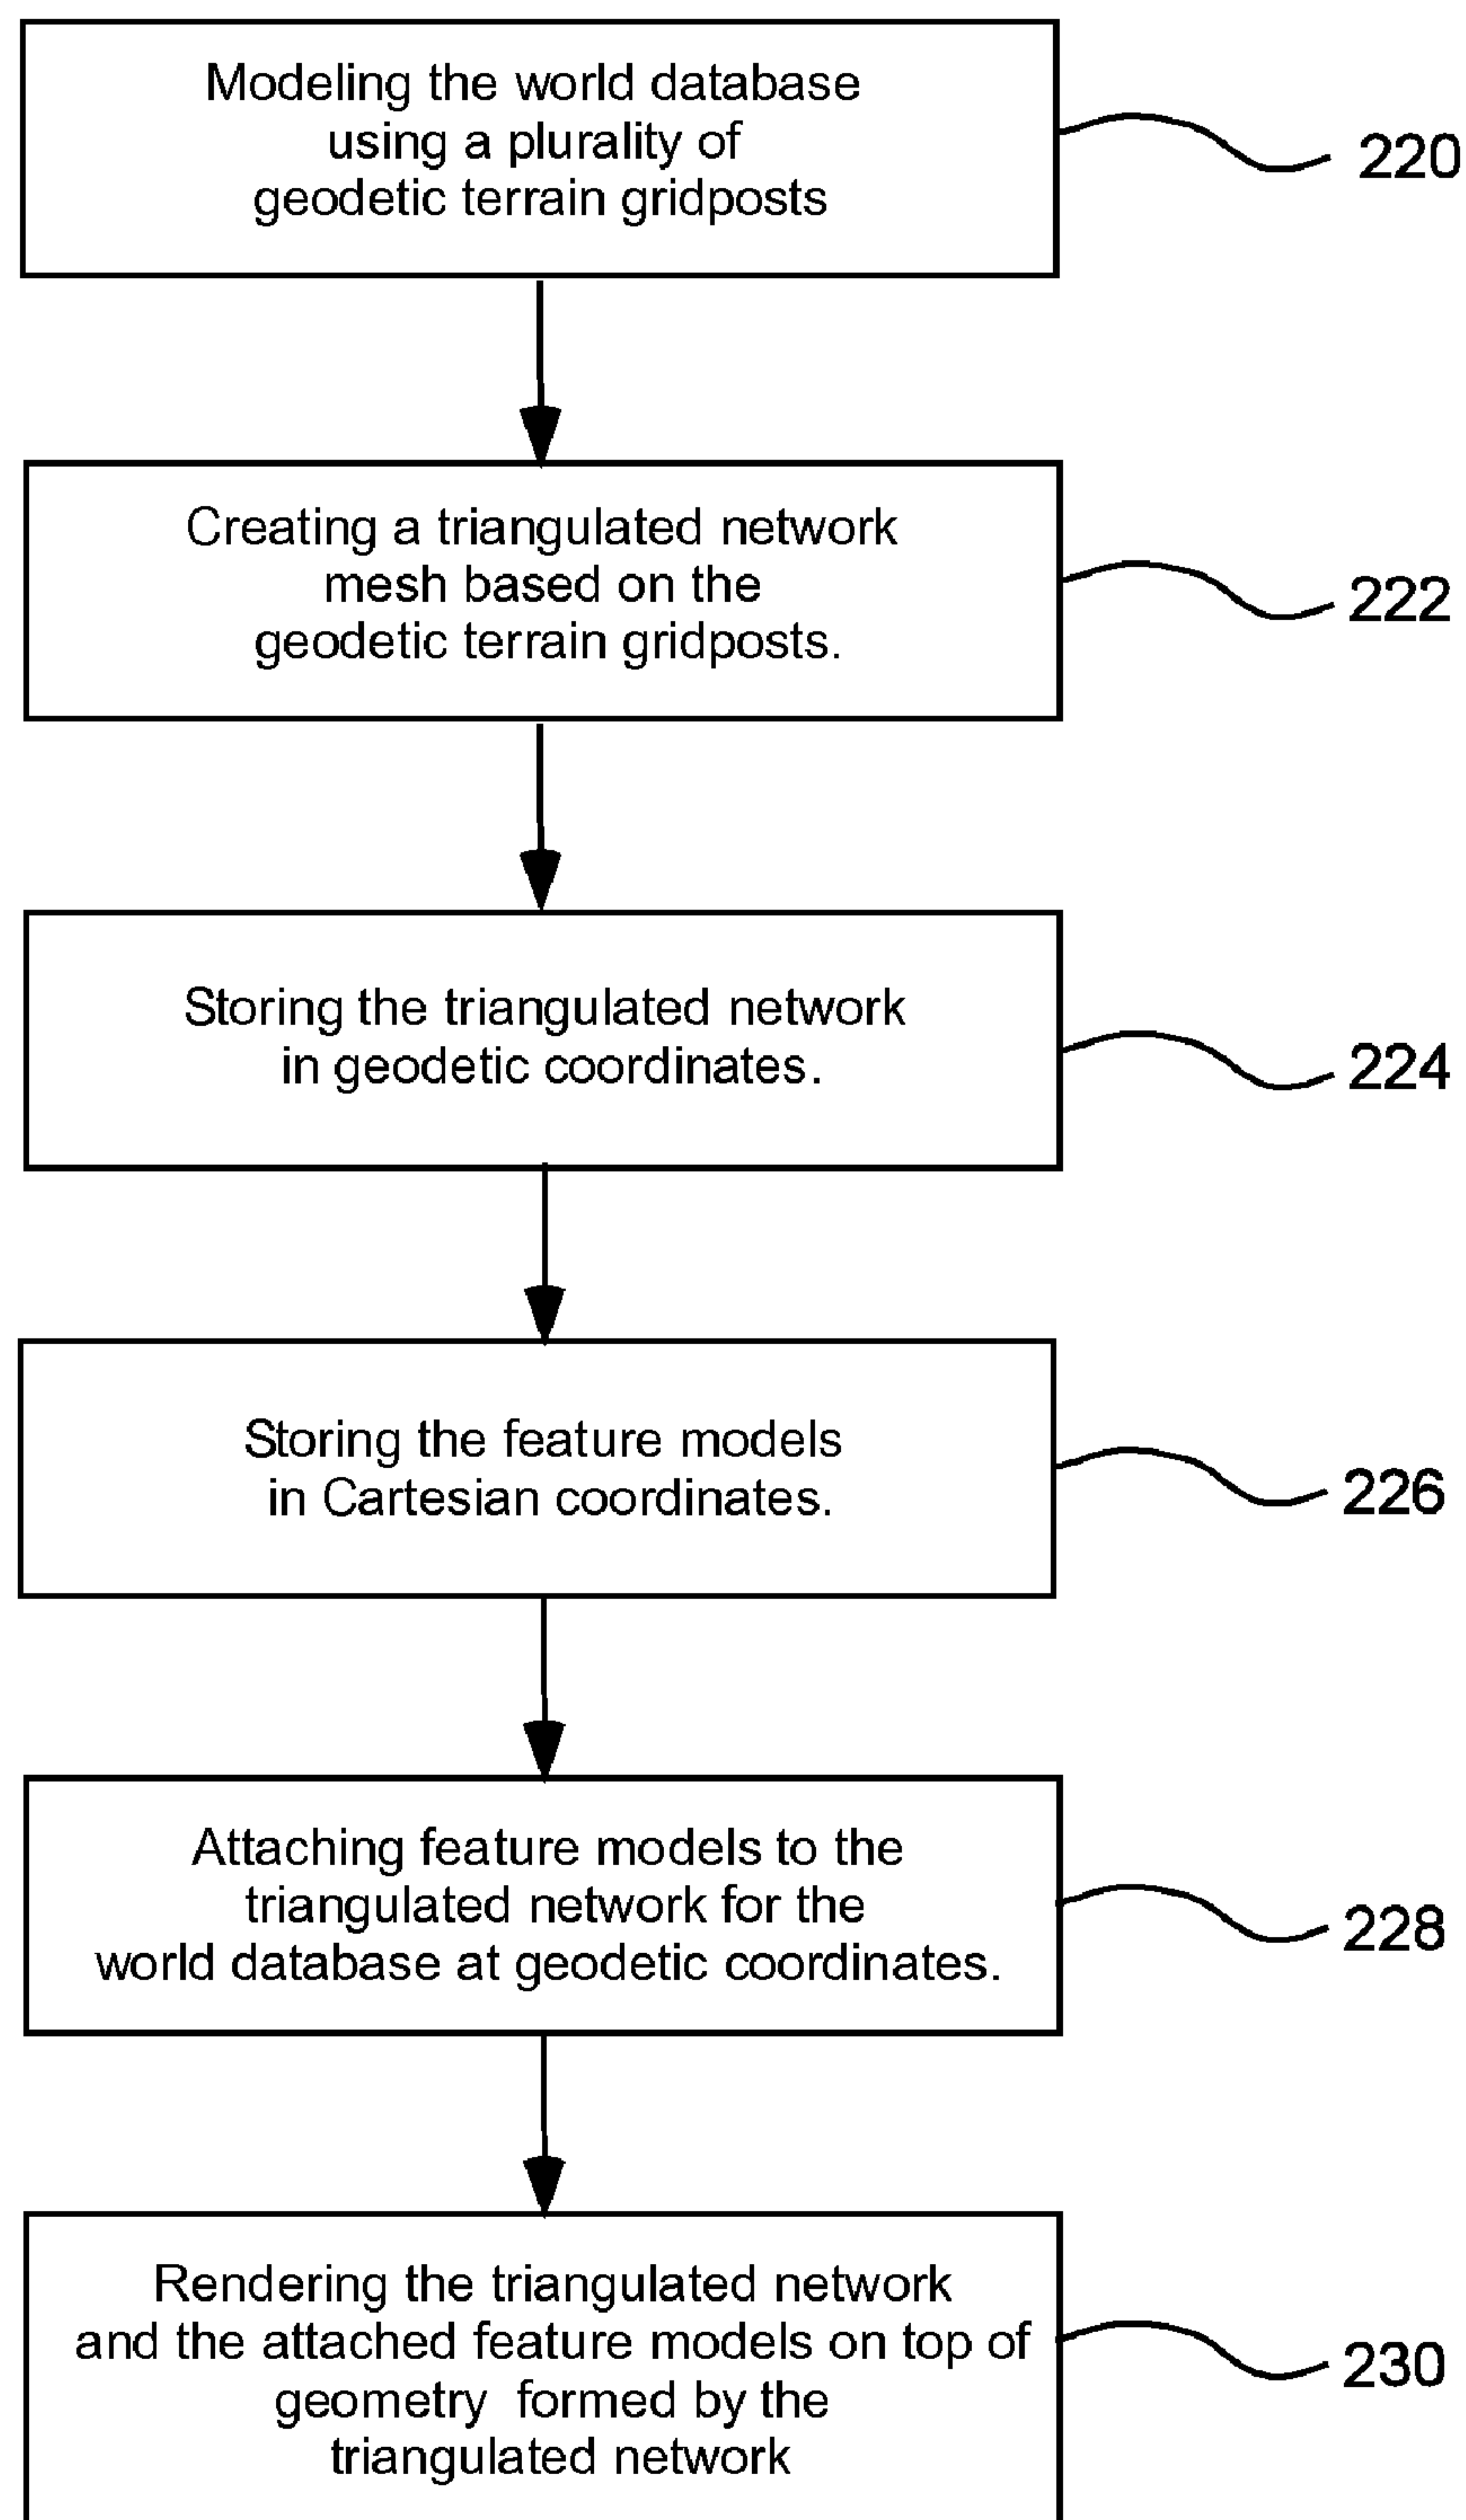 Modeling the world database
using a plurality of
geodetic terrain gridposts
220
Creating a triangulated network
mesh based on the
geodetic terrain gridposts.
222
Storing the triangulated network
in geodetic coordinates.
224
Storing the feature models
in Cartesian coordinates.
226
Attaching feature models to the
triangulated network for the
world database at geodetic coordinates.
228
Rendering the triangulated network
and the attached feature models on top of
geometry formed by the
triangulated network
230